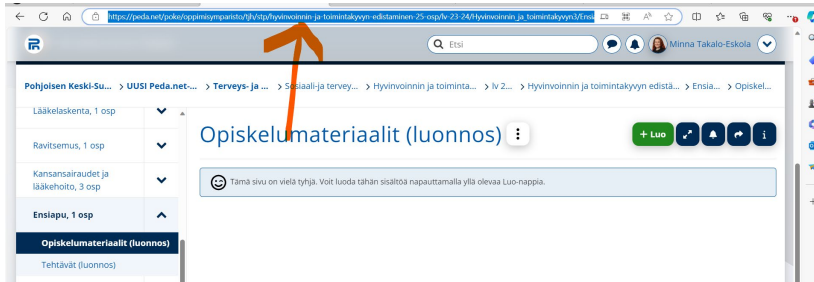 https://peda.net/poke/oppimisymparisto/tjh/stp/hyvinvoinnin-ja-toimintakyvyn-edistaminen-25-osp/lv-23-24/Hyvinvoinnin_ja_toimintakyvyn3/Ensi
Etsi
Minna Takalo-Eskola
Pohjoisen Keski-Su... > UUSI Peda.net-... > Terveys- ja ... > Sosiaali-ja tervey... > Hyvinvoinnin ja toiminta... > lv 2... > Hyvinvoinnin ja toimintakyvyn edistä... > Ensia... > Opiskel...
Lääkelaskenta, 1 osp
Ravitsemus, 1 osp
Kansansairaudet ja
lääkehoito, 3 osp
Ensiapu, 1 osp
Opiskelumateriaalit (luonnos)
Tehtävät (luonnos)
Opiskelumateriaalit (luonnos)
+ Luo
Tämä sivu on vielä tyhjä. Voit luoda tähän sisältöä napauttamalla yllä olevaa Luo-nappia.